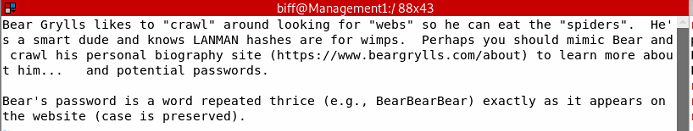 biff@Management1:/ 88x43
Bear Grylls likes to "crawl" around looking for "webs" so he can eat the "spiders".  He'
s a smart dude and knows LANMAN hashes are for wimps.  Perhaps you should mimic Bear and
 crawl his personal biography site (https://www.beargrylls.com/about) to learn more abou
t him...   and potential passwords.

Bear's password is a word repeated thrice (e.g., BearBearBear) exactly as it appears on
the website (case is preserved).